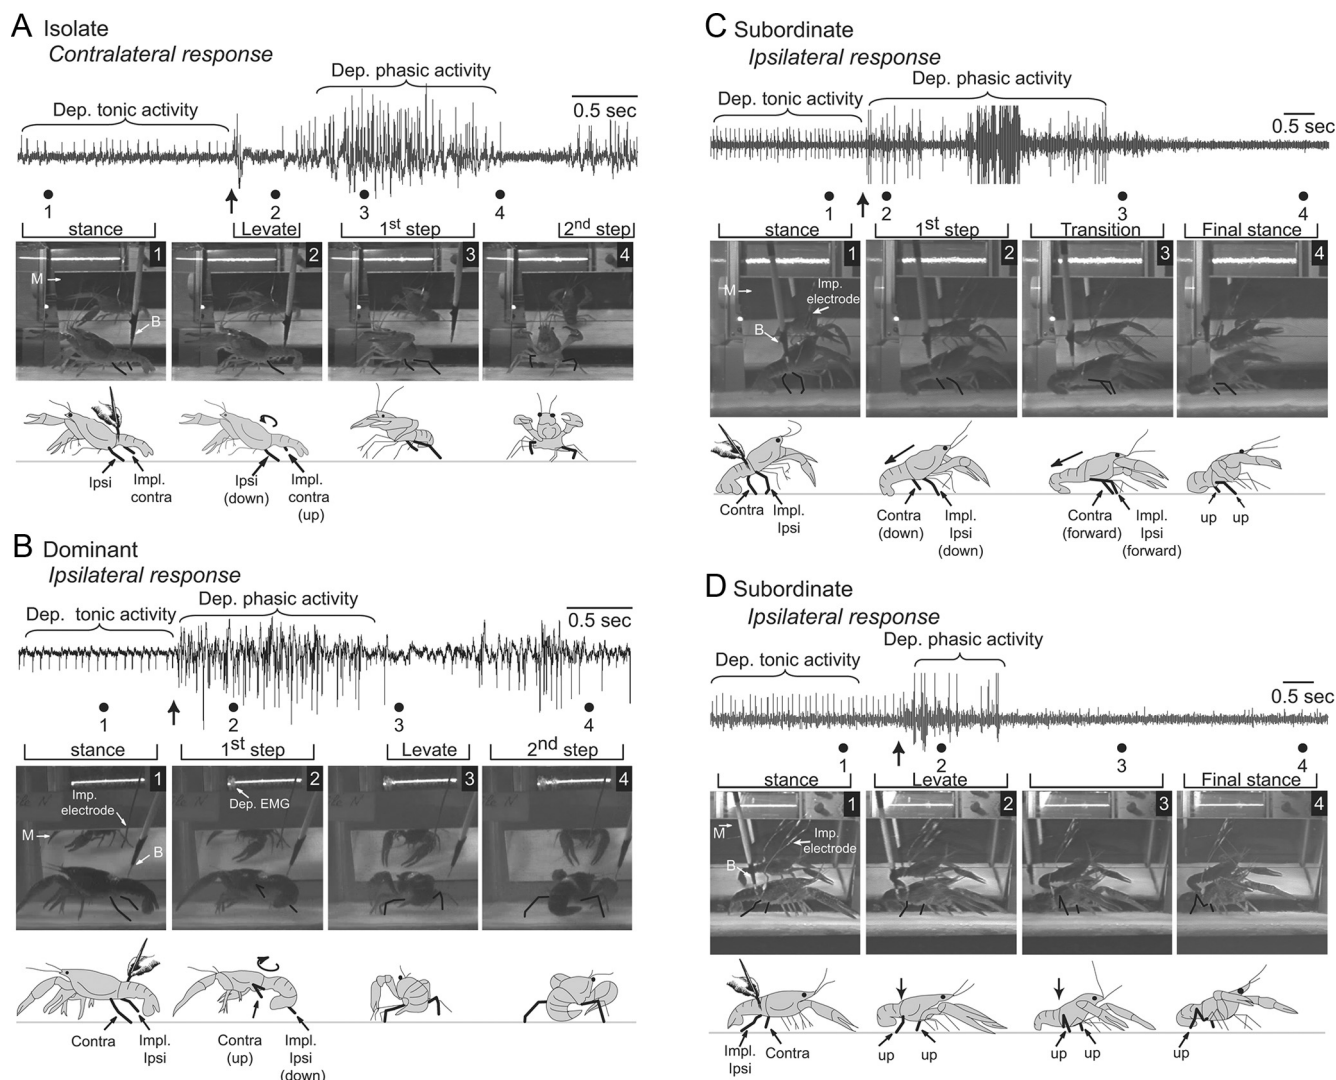 A Isolate
Contralateral response
Dep. phasic activity
Dep. tonic activity
0.5 sec
1
2
3
4
stance
Levate
1st step
2nd step
1
2
3
4
M
B
Ipsi
Impl.
contra
Ipsi
(down)
Impl.
contra
(up)
B Dominant
Ipsilateral response
Dep. phasic activity
Dep. tonic activity
0.5 sec
1
2
3
4
stance
1st step
Levate
2nd step
1
2
3
4
Imp.
electrode
Dep. EMG
M
B
Contra
Impl.
Ipsi
Contra
(up)
Impl.
Ipsi
(down)
C Subordinate
Ipsilateral response
Dep. phasic activity
Dep. tonic activity
0.5 sec
1
2
3
4
stance
1st step
Transition
Final stance
1
2
3
4
M
Imp.
electrode
B
Contra
Impl.
Ipsi
Contra
(down)
Impl.
Ipsi
(down)
Contra
(forward)
Impl.
Ipsi
(forward)
up
up
D Subordinate
Ipsilateral response
Dep. phasic activity
Dep. tonic activity
0.5 sec
1
2
3
4
stance
Levate
Final stance
1
2
3
4
M
Imp.
electrode
B
Impl.
Ipsi
Contra
up
up
up
up
up